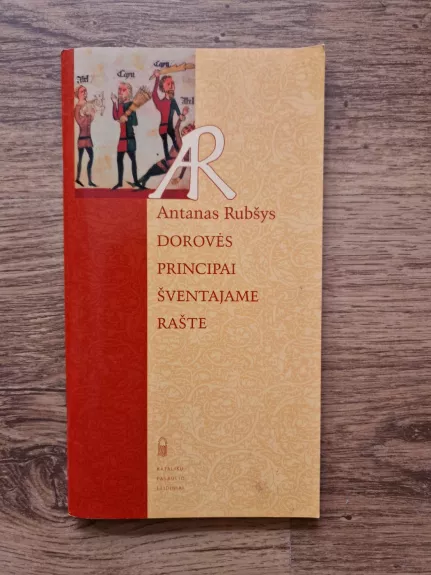 AR
Antanas Rubšys
DOROVĖS
PRINCIPAI
ŠVENTAJAME
RAŠTE